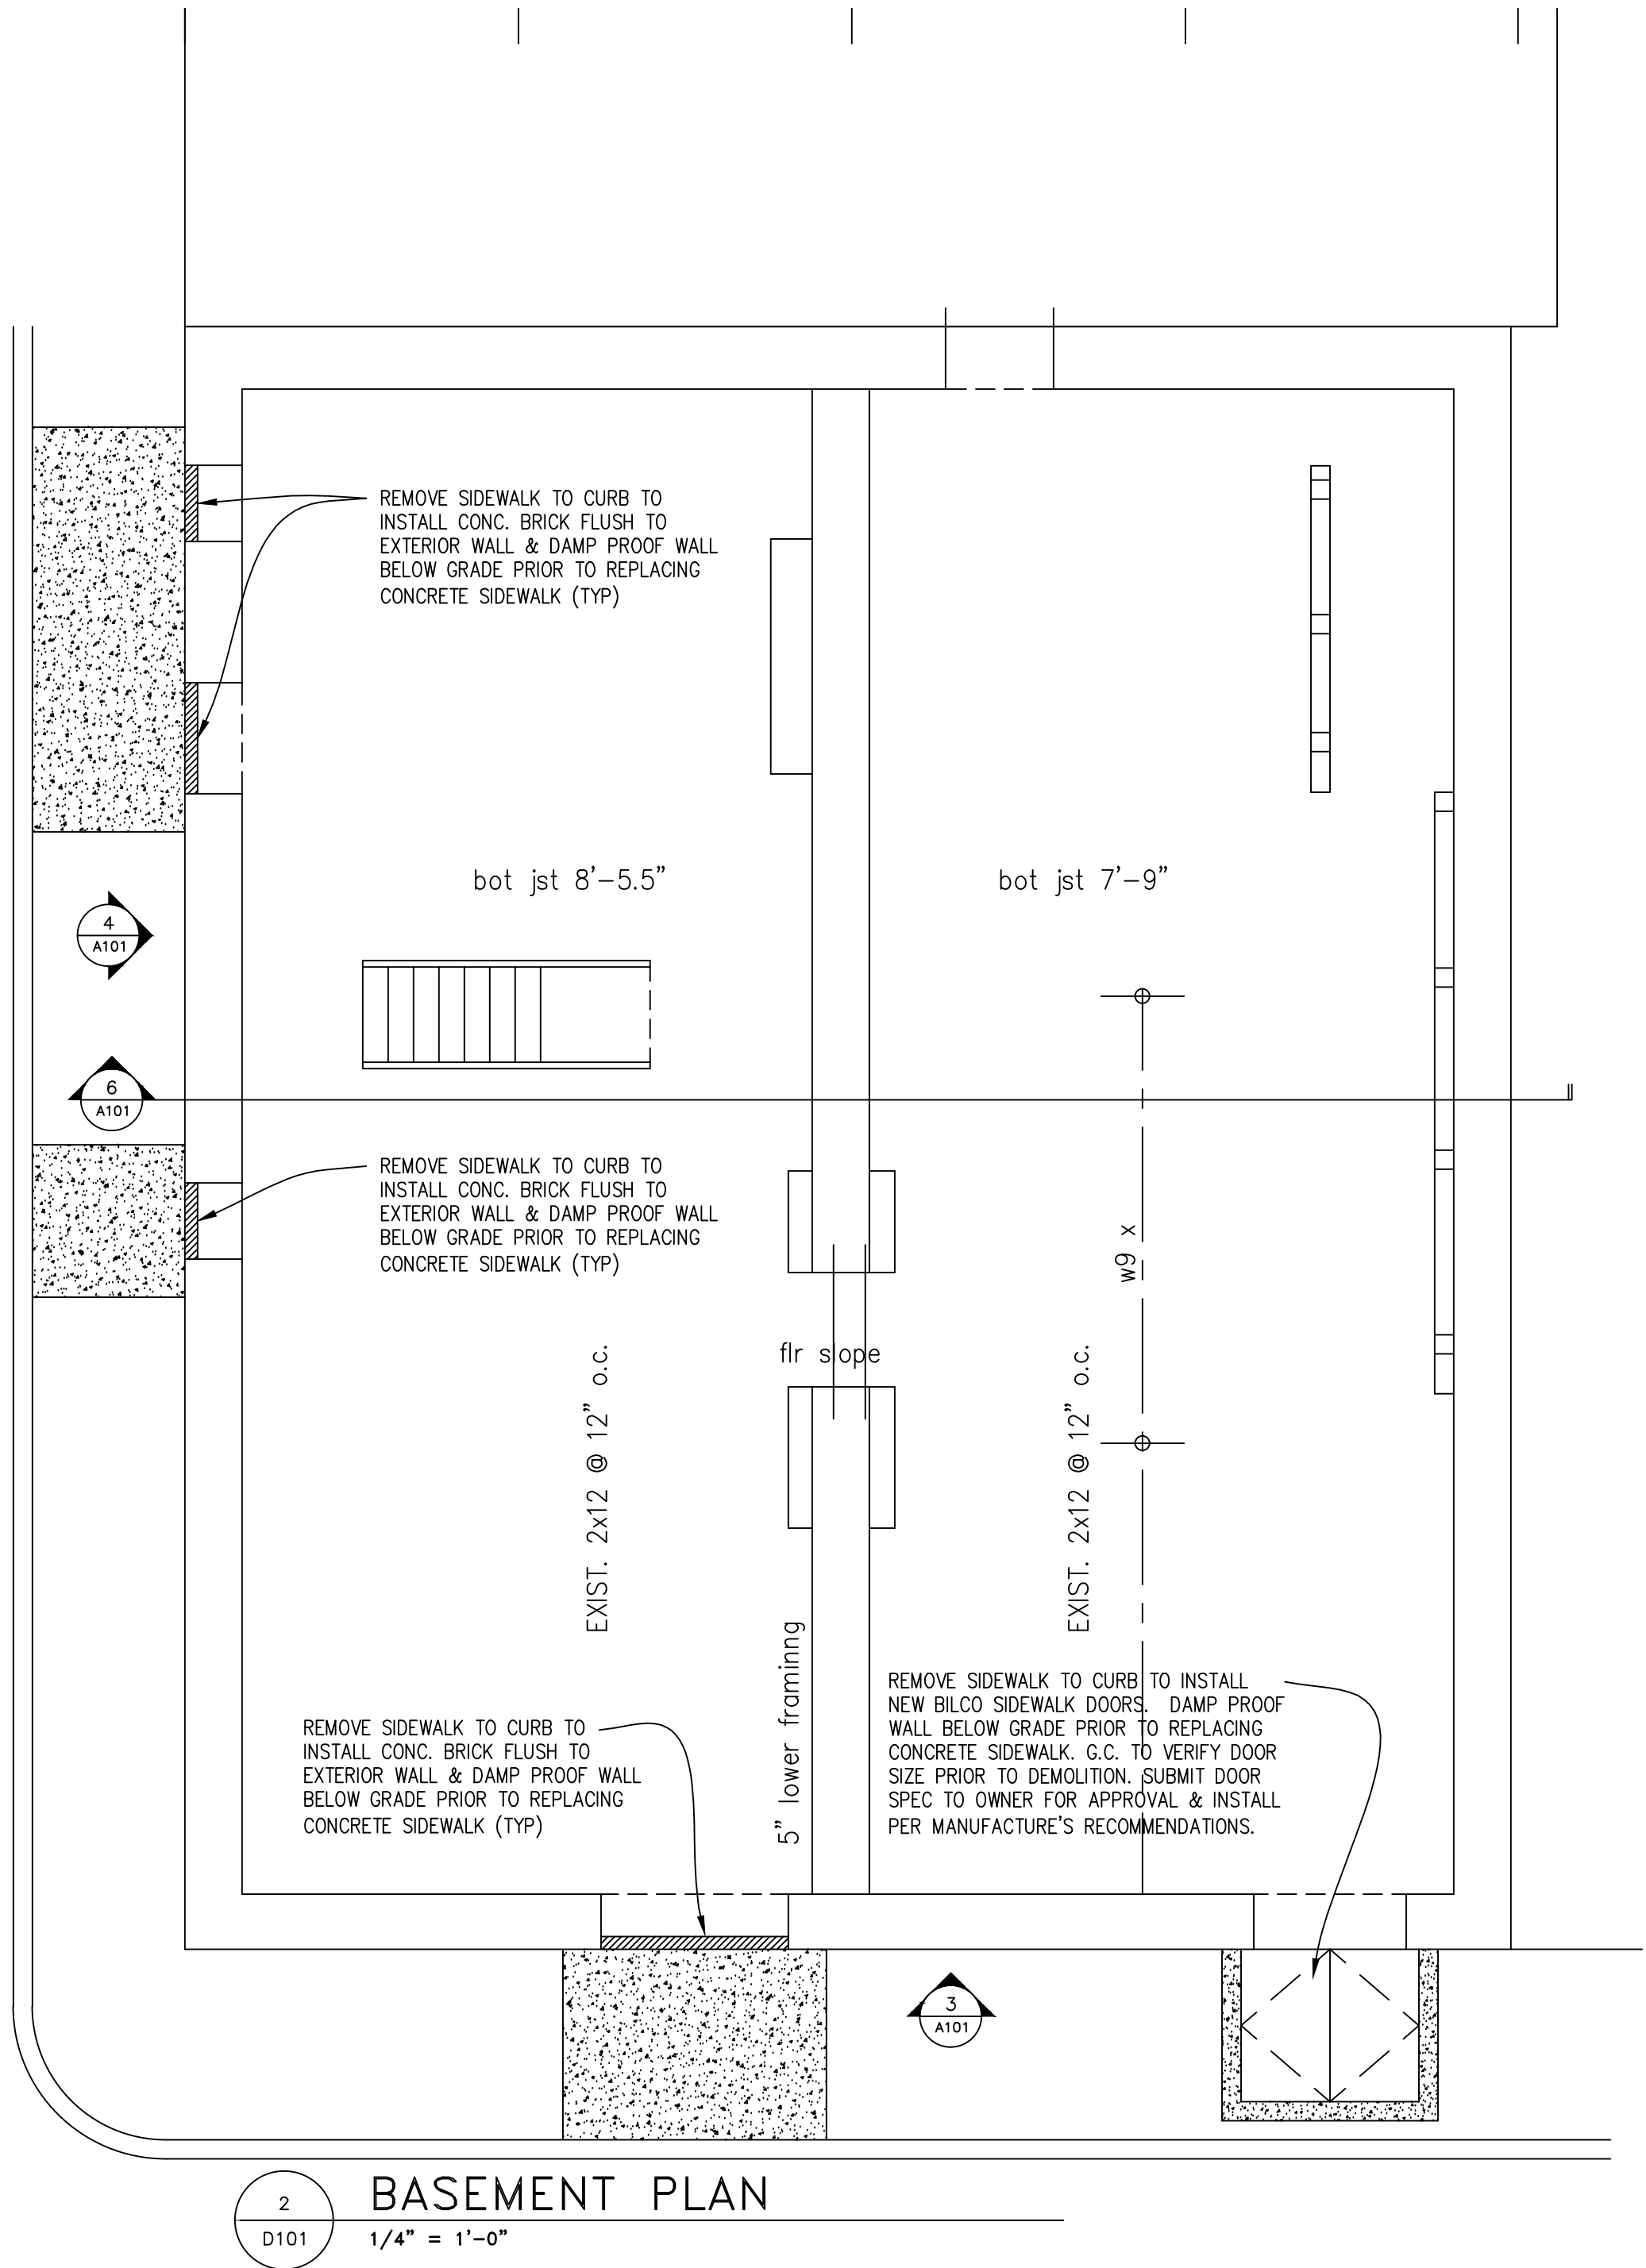 REMOVE SIDEWALK TO CURB TO
INSTALL CONC. BRICK FLUSH TO
EXTERIOR WALL & DAMP PROOF WALL
BELOW GRADE PRIOR TO REPLACING
CONCRETE SIDEWALK (TYP)
bot jst 8'-5.5"
bot jst 7'-9"
4
A101
6
A101
REMOVE SIDEWALK TO CURB TO
INSTALL CONC. BRICK FLUSH TO
EXTERIOR WALL & DAMP PROOF WALL
BELOW GRADE PRIOR TO REPLACING
CONCRETE SIDEWALK (TYP)
w9 x
flr slope
EXIST. 2x12 @ 12" o.c.
EXIST. 2x12 @ 12" o.c.
5" lower framinng
REMOVE SIDEWALK TO CURB TO
INSTALL CONC. BRICK FLUSH TO
EXTERIOR WALL & DAMP PROOF WALL
BELOW GRADE PRIOR TO REPLACING
CONCRETE SIDEWALK (TYP)
REMOVE SIDEWALK TO CURB TO INSTALL
NEW BILCO SIDEWALK DOORS. DAMP PROOF
WALL BELOW GRADE PRIOR TO REPLACING
CONCRETE SIDEWALK. G.C. TO VERIFY DOOR
SIZE PRIOR TO DEMOLITION. SUBMIT DOOR
SPEC TO OWNER FOR APPROVAL & INSTALL
PER MANUFACTURE'S RECOMMENDATIONS.
3
A101
2
D101
BASEMENT PLAN
1/4" = 1'-0"